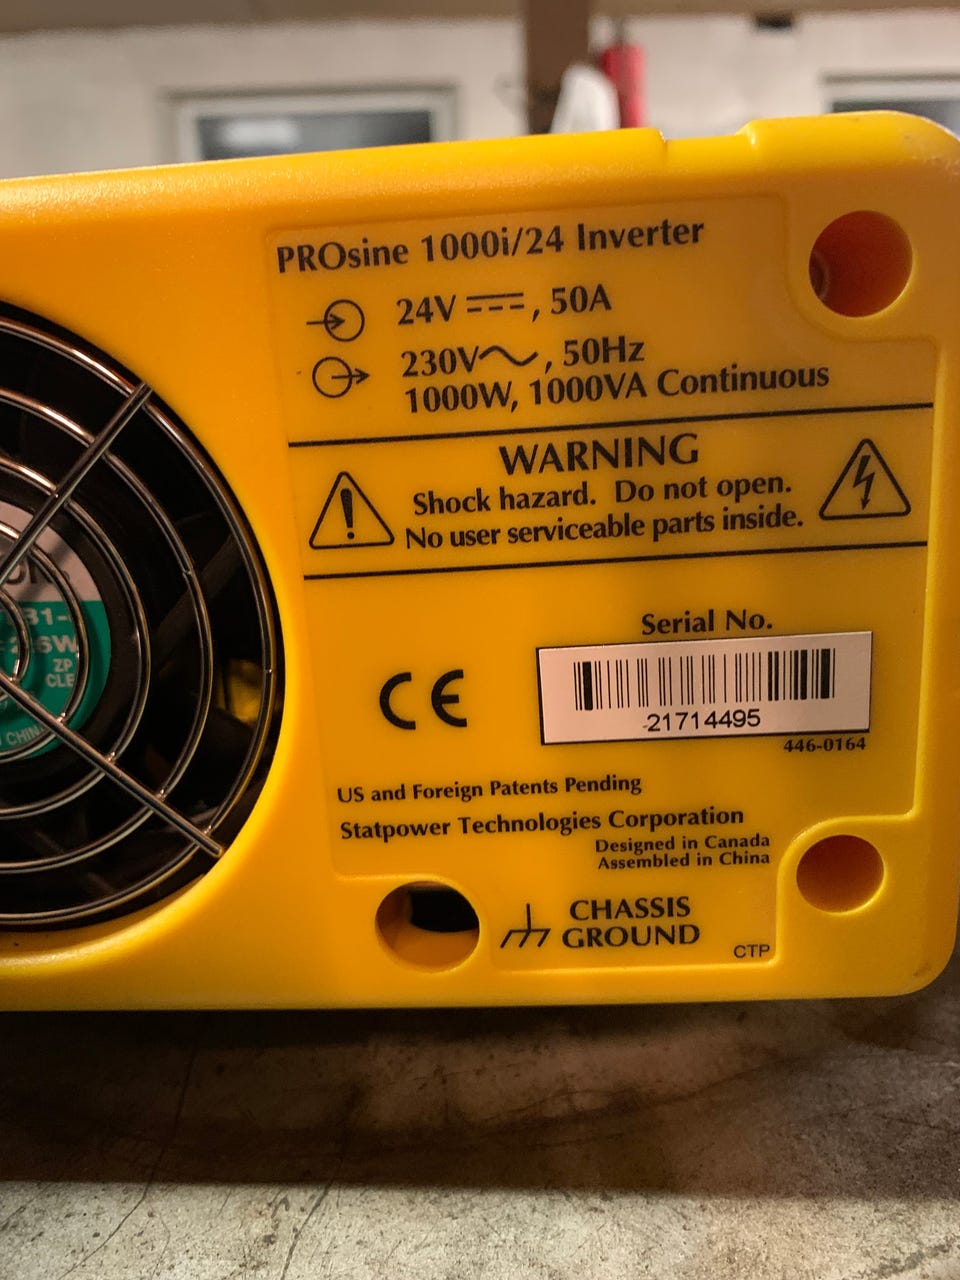 PROsine 1000i/24 Inverter
24V ⎓, 50A
230V∿, 50Hz
1000W, 1000VA Continuous
WARNING
Shock hazard. Do not open.
No user serviceable parts inside.
Serial No.
21714495
446-0164
CE
US and Foreign Patents Pending
Statpower Technologies Corporation
Designed in Canada
Assembled in China
CHASSIS
GROUND
CTP
ZP